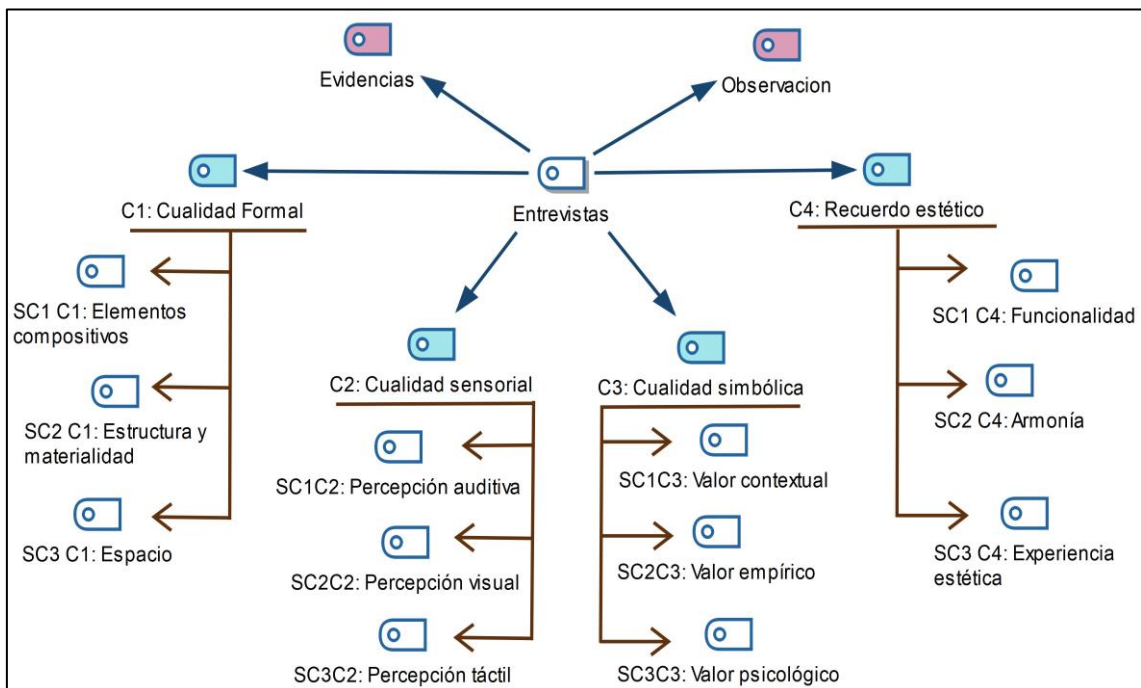 Evidencias
Observacion
Entrevistas
C1: Cualidad Formal
SC1 C1: Elementos
compositivos
SC2 C1: Estructura y
materialidad
SC3 C1: Espacio
C2: Cualidad sensorial
SC1C2: Percepción auditiva
SC2C2: Percepción visual
SC3C2: Percepción táctil
C3: Cualidad simbólica
SC1C3: Valor contextual
SC2C3: Valor empírico
SC3C3: Valor psicológico
C4: Recuerdo estético
SC1 C4: Funcionalidad
SC2 C4: Armonía
SC3 C4: Experiencia
estética